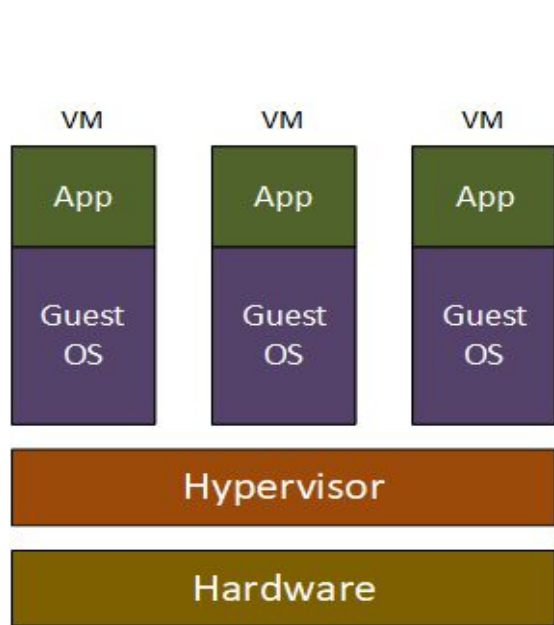 VM VM VM
App App App
Guest Guest Guest
OS OS OS
Hypervisor
Hardware